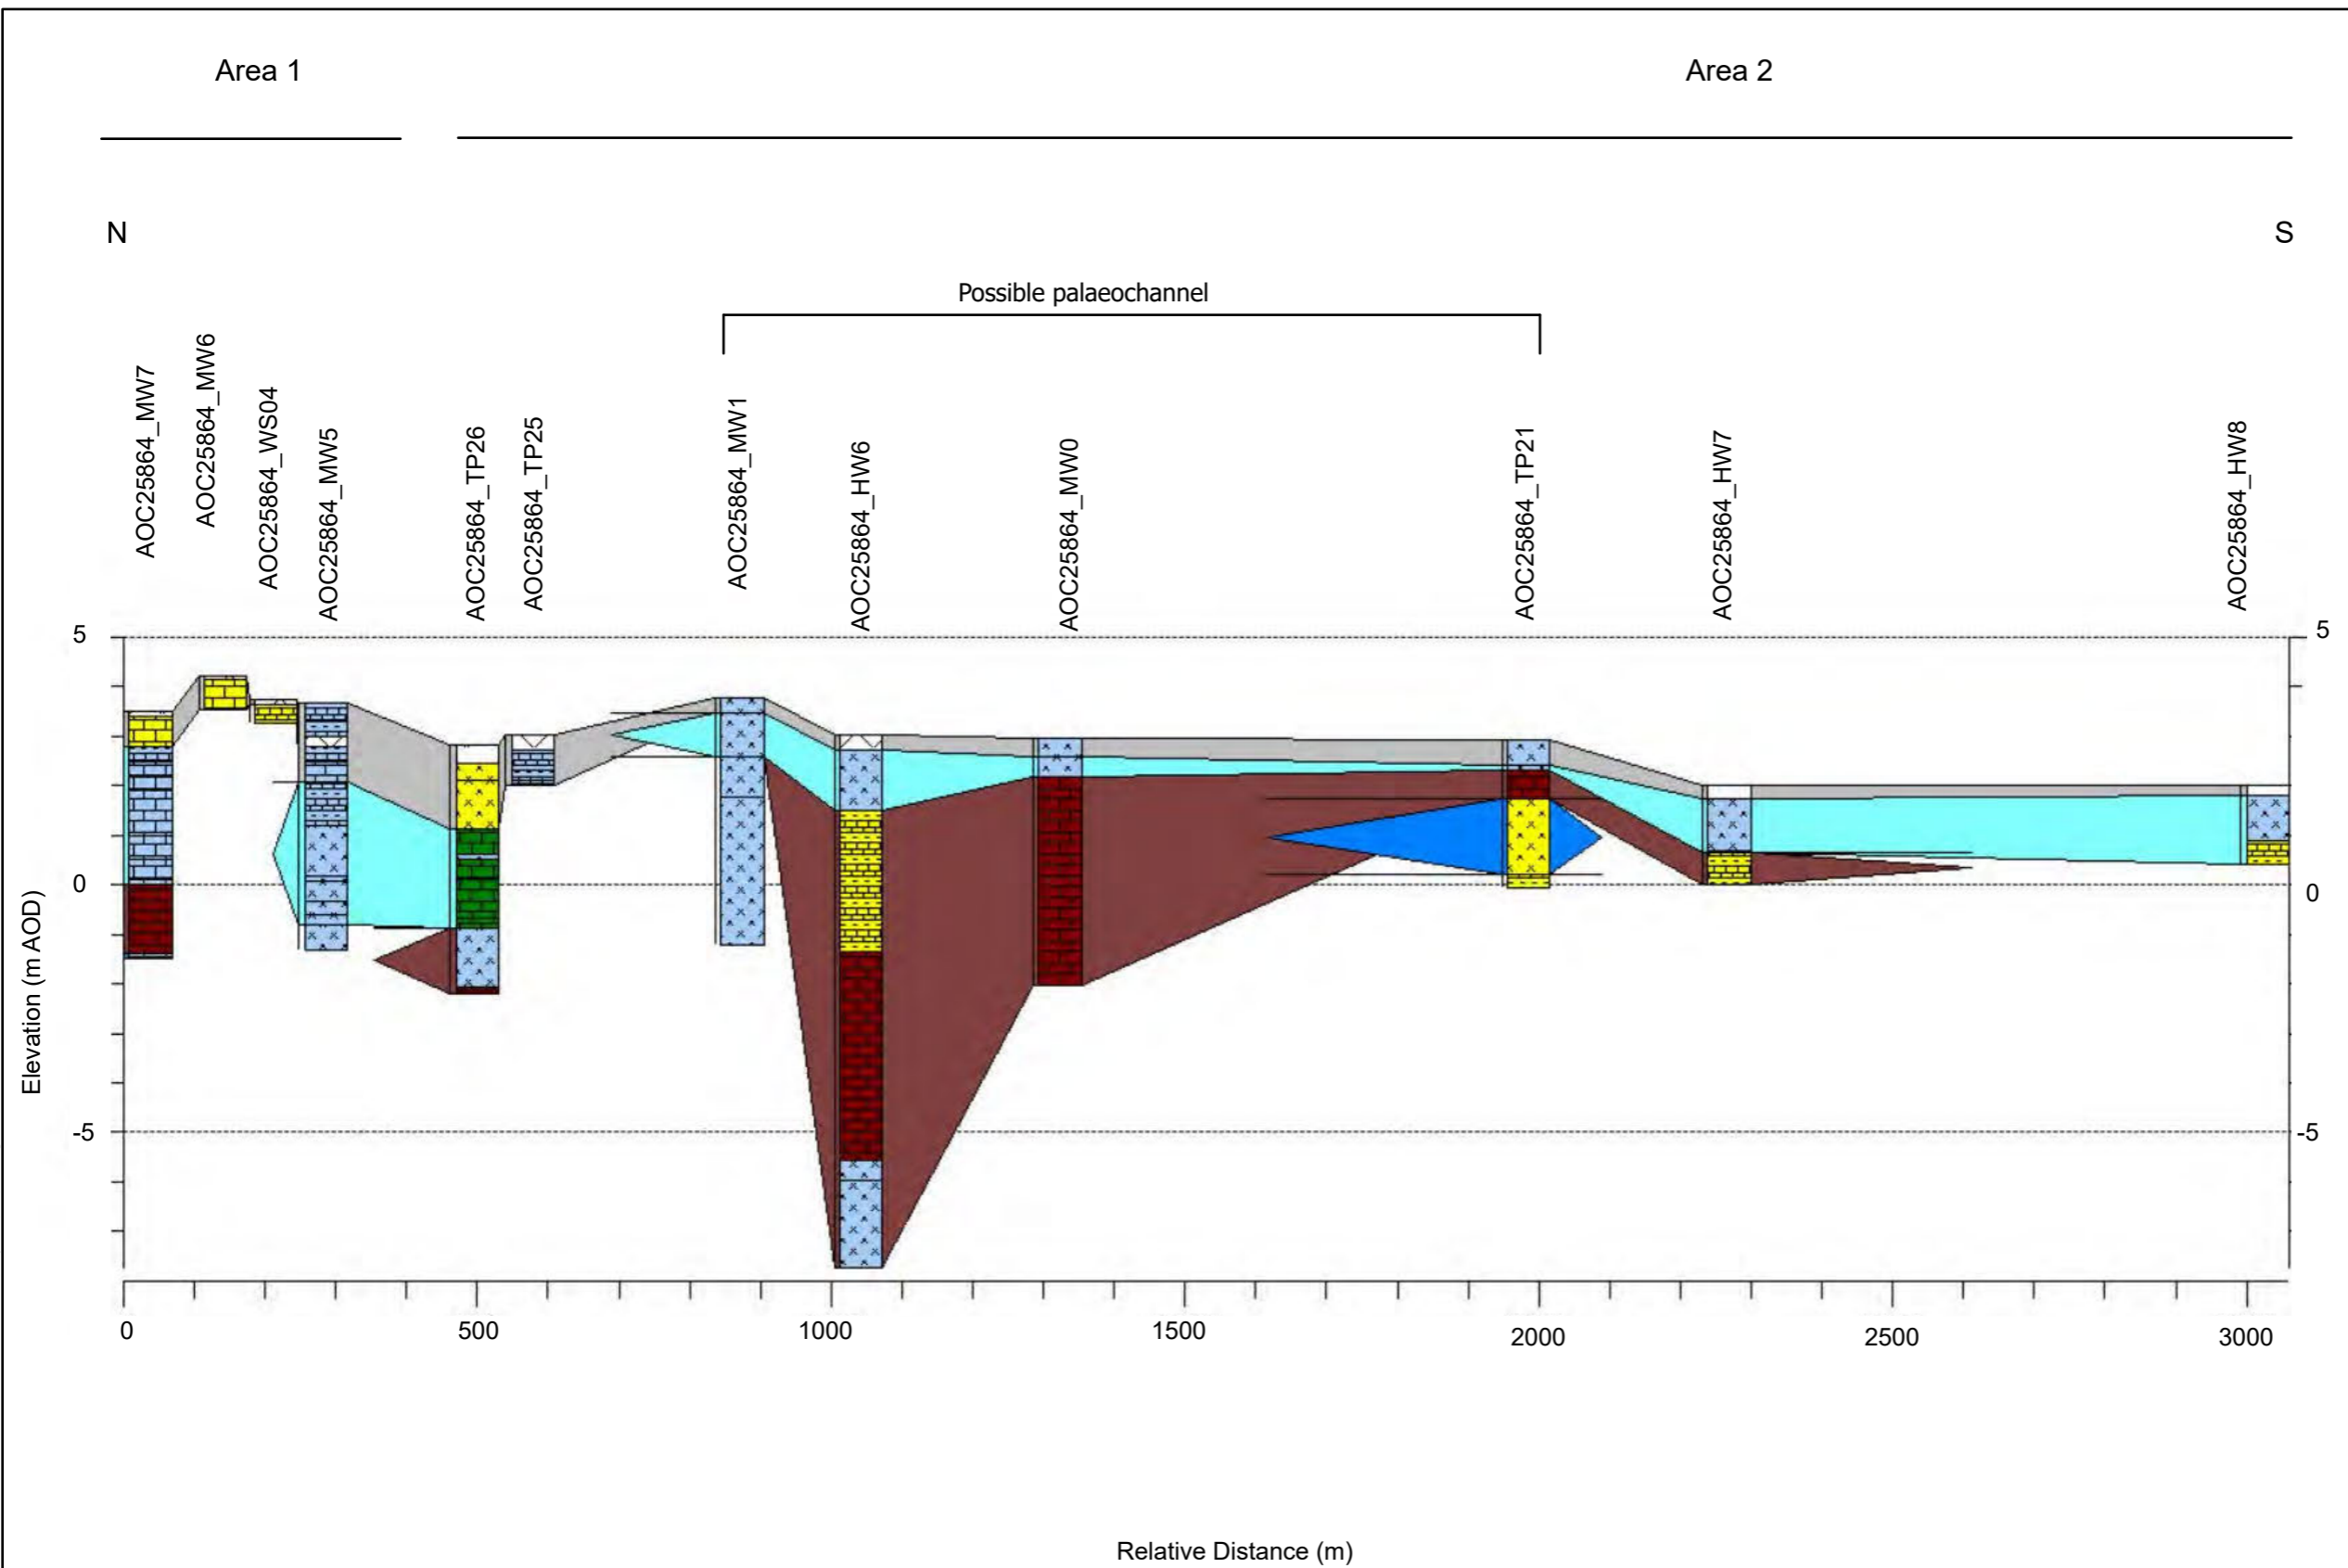 Area 1
Area 2
N
S
Possible palaeochannel
AOC25864_MW7
AOC25864_MW6
AOC25864_WS04
AOC25864_MW5
AOC25864_TP26
AOC25864_TP25
AOC25864_MW1
AOC25864_HW6
AOC25864_MW0
AOC25864_TP21
AOC25864_HW7
AOC25864_HW8
5
5
0
0
-5
-5
Elevation (m AOD)
0
500
1000
1500
2000
2500
3000
Relative Distance (m)